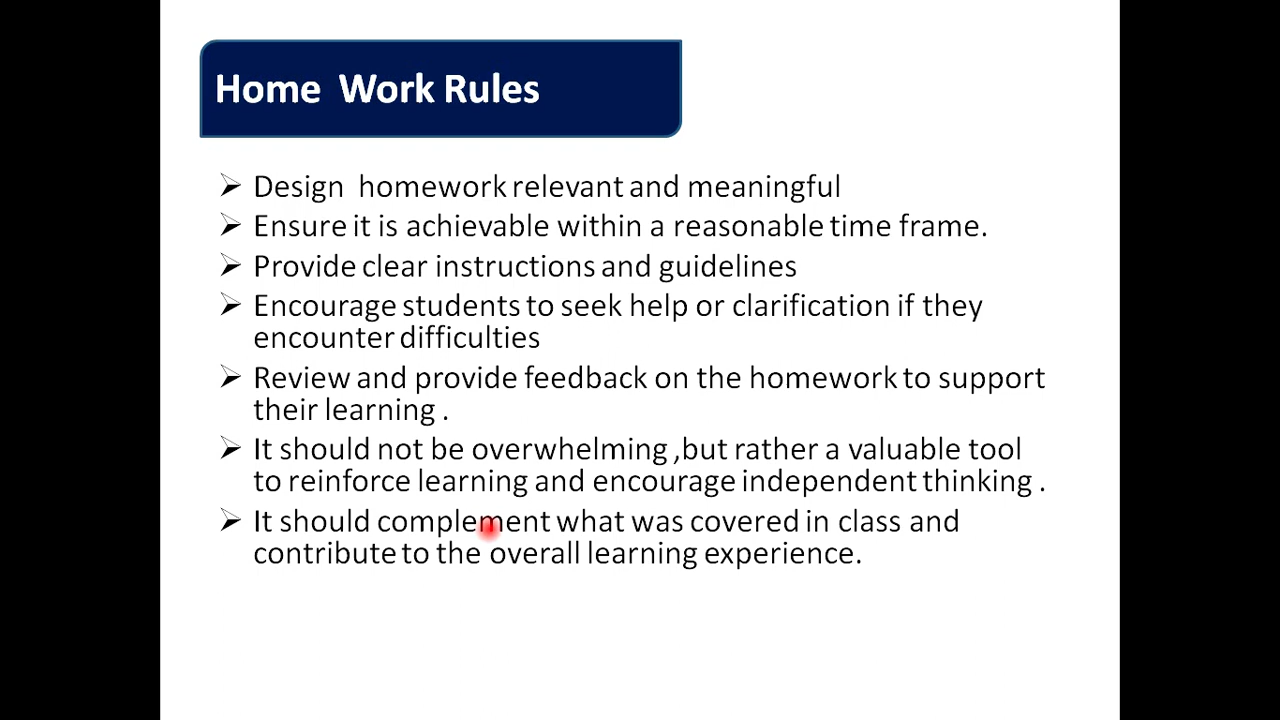 Home  Work Rules
Design  homework relevant and meaningful
Ensure it is achievable within a reasonable time frame.
Provide clear instructions and guidelines
Encourage students to seek help or clarification if they
encounter difficulties
Review and provide feedback on the homework to support
their learning .
It should not be overwhelming ,but rather a valuable tool
to reinforce learning and encourage independent thinking .
It should complement what was covered in class and
contribute to the overall learning experience.